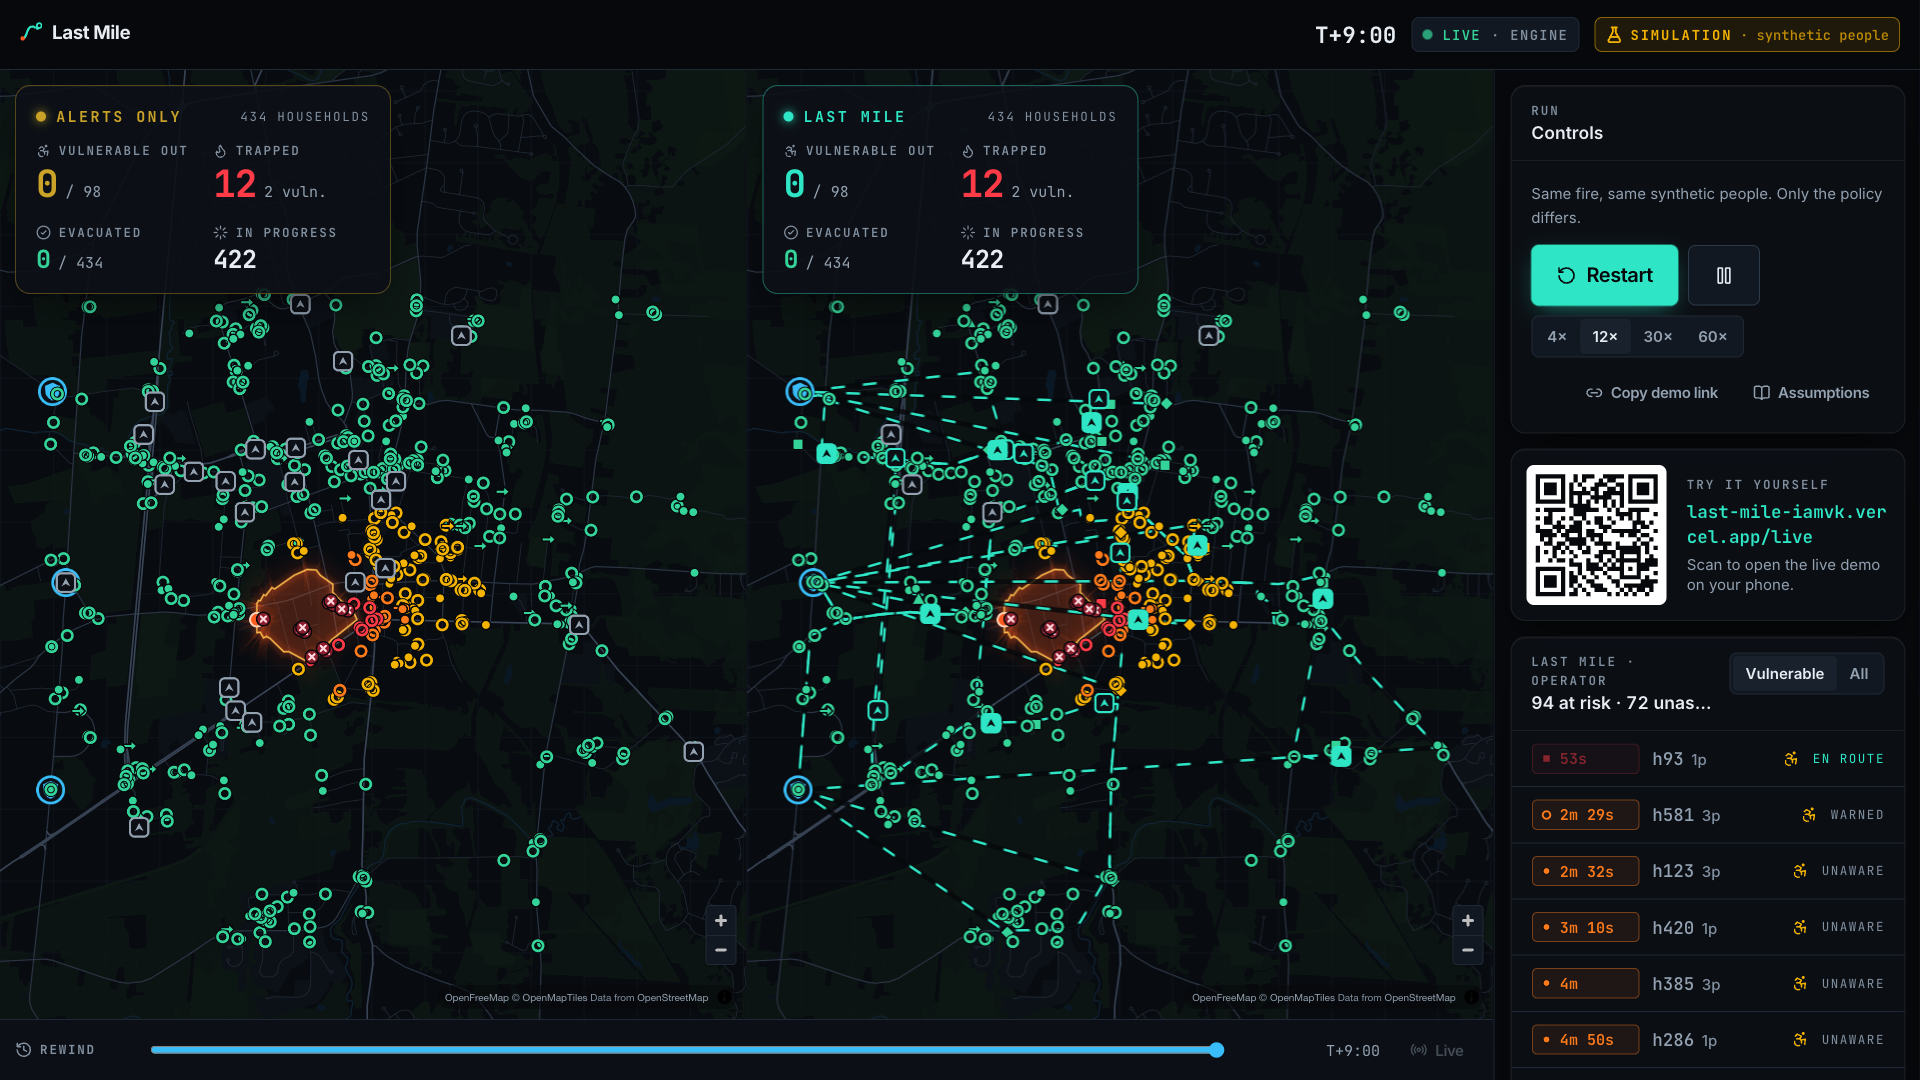 Last Mile
T+9:00
LIVE · ENGINE
SIMULATION · synthetic people
ALERTS ONLY
434 HOUSEHOLDS
VULNERABLE OUT
TRAPPED
0 / 98
12 2 vuln.
EVACUATED
IN PROGRESS
0 / 434
422
LAST MILE
434 HOUSEHOLDS
VULNERABLE OUT
TRAPPED
0 / 98
12 2 vuln.
EVACUATED
IN PROGRESS
0 / 434
422
OpenFreeMap © OpenMapTiles Data from OpenStreetMap
OpenFreeMap © OpenMapTiles Data from OpenStreetMap
REWIND
T+9:00
Live
RUN
Controls
Same fire, same synthetic people. Only the policy
differs.
Restart
4× 12× 30× 60×
Copy demo link
Assumptions
TRY IT YOURSELF
last-mile-iamvk.ver
cel.app/live
Scan to open the live demo
on your phone.
LAST MILE ·
OPERATOR
94 at risk · 72 unas...
Vulnerable
All
53s h93 1p EN ROUTE
2m 29s h581 3p WARNED
2m 32s h123 3p UNAWARE
3m 10s h420 1p UNAWARE
4m h385 3p UNAWARE
4m 50s h286 1p UNAWARE